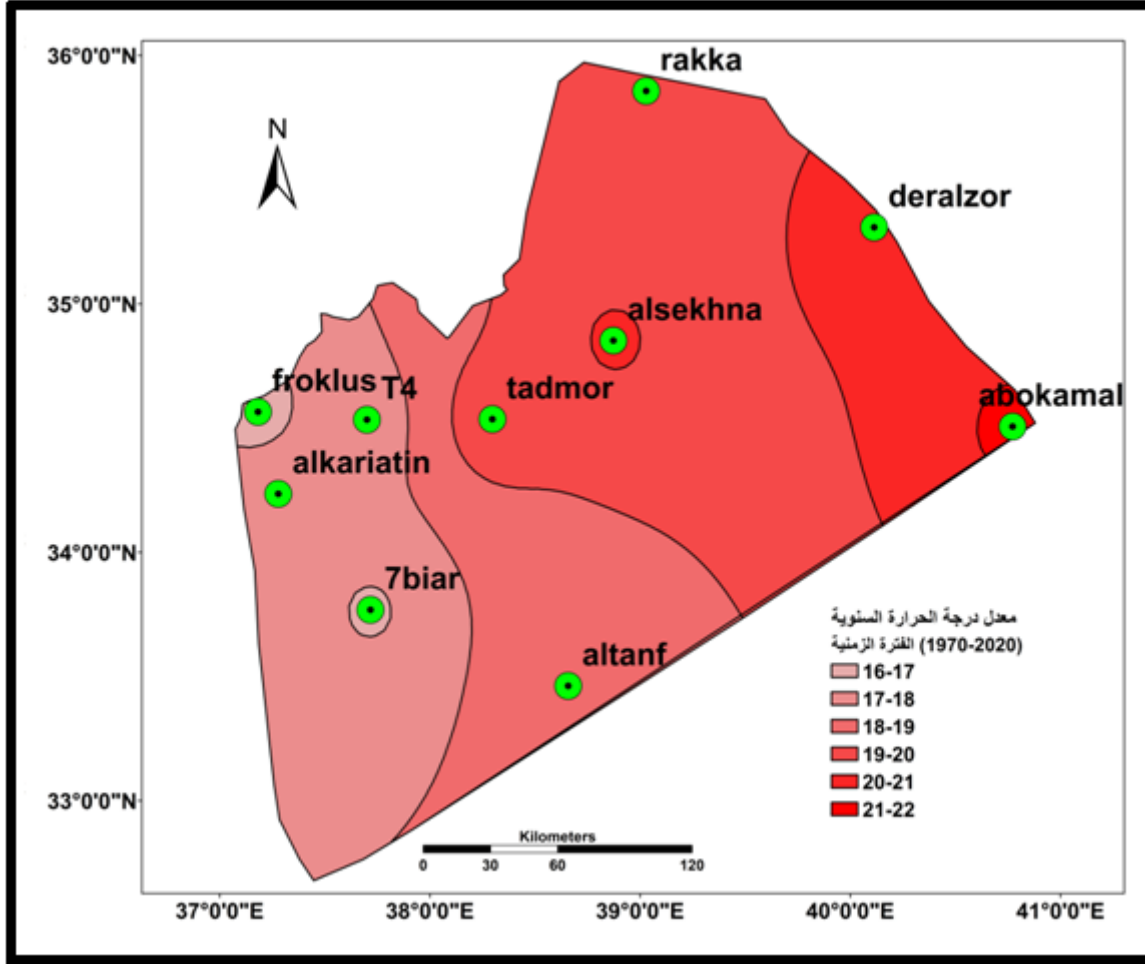 36°0'0"N
rakka
N
deralzor
35°0'0"N
alsekhna
froklus
T4
tadmor
abokamal
alkariatin
34°0'0"N
7biar
altanf
معدل درجة الحرارة السنوية
الفترة الزمنية (1970-2020)
16-17
17-18
18-19
19-20
20-21
21-22
33°0'0"N
Kilometers
0 30 60 120
37°0'0"E 38°0'0"E 39°0'0"E 40°0'0"E 41°0'0"E